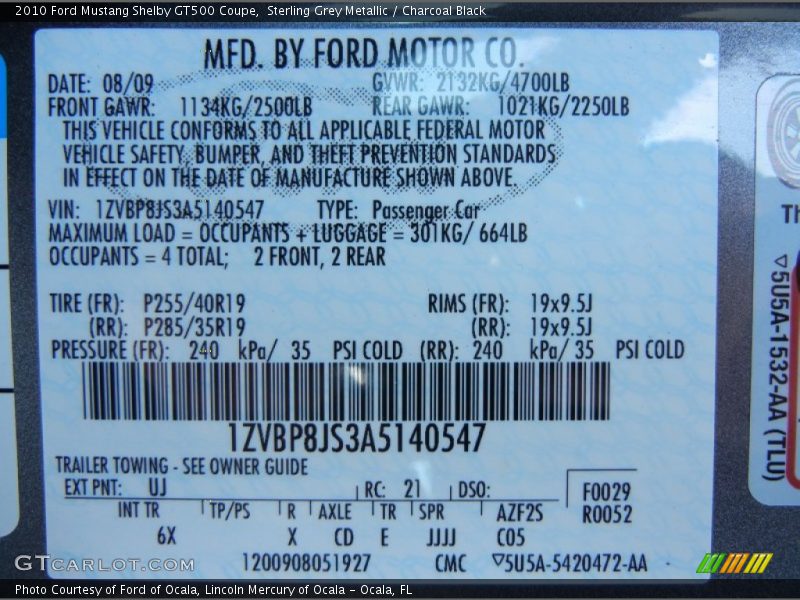 2010 Ford Mustang Shelby GT500 Coupe,  Sterling Grey Metallic / Charcoal Black
MFD. BY FORD MOTOR CO.
DATE: 08/09 GVWR: 2132KG/4700LB
FRONT GAWR: 1134KG/2500LB REAR GAWR: 1021KG/2250LB
THIS VEHICLE CONFORMS TO ALL APPLICABLE FEDERAL MOTOR
VEHICLE SAFETY, BUMPER, AND THEFT PREVENTION STANDARDS
IN EFFECT ON THE DATE OF MANUFACTURE SHOWN ABOVE.
VIN: 1ZVBP8JS3A5140547 TYPE: Passenger Car
MAXIMUM LOAD = OCCUPANTS + LUGGAGE = 301KG/ 664LB
OCCUPANTS = 4 TOTAL; 2 FRONT, 2 REAR
TIRE (FR): P255/40R19 RIMS (FR): 19x9.5J
(RR): P285/35R19 (RR): 19x9.5J
PRESSURE (FR): 240 kPa/ 35 PSI COLD (RR): 240 kPa/ 35 PSI COLD
1ZVBP8JS3A5140547
TRAILER TOWING - SEE OWNER GUIDE
EXT PNT: UJ RC: 21 DSO: F0029
INT TR TP/PS R AXLE TR SPR AZF2S R0052
6X X CD E JJJJ C05
1200908051927 CMC ▽5U5A-5420472-AA
Th
▽5U5A-1532-AA (TLU)
GTCARLOT.COM
Photo Courtesy of Ford of Ocala, Lincoln Mercury of Ocala - Ocala, FL